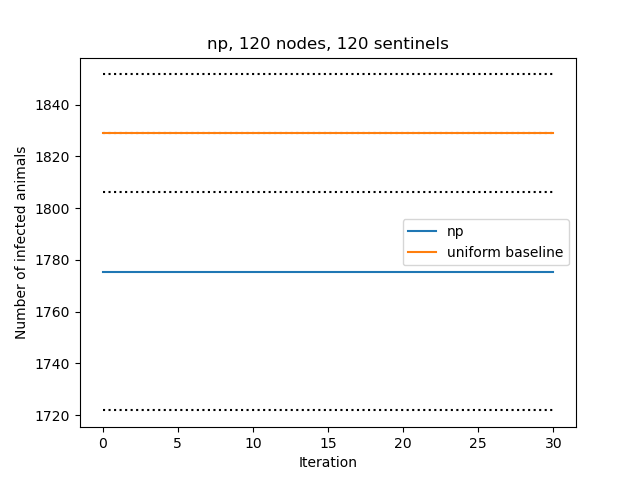 np, 120 nodes, 120 sentinels
Number of infected animals
1840
1820
1800
1780
1760
1740
1720
np
uniform baseline
0 5 10 15 20 25 30
Iteration